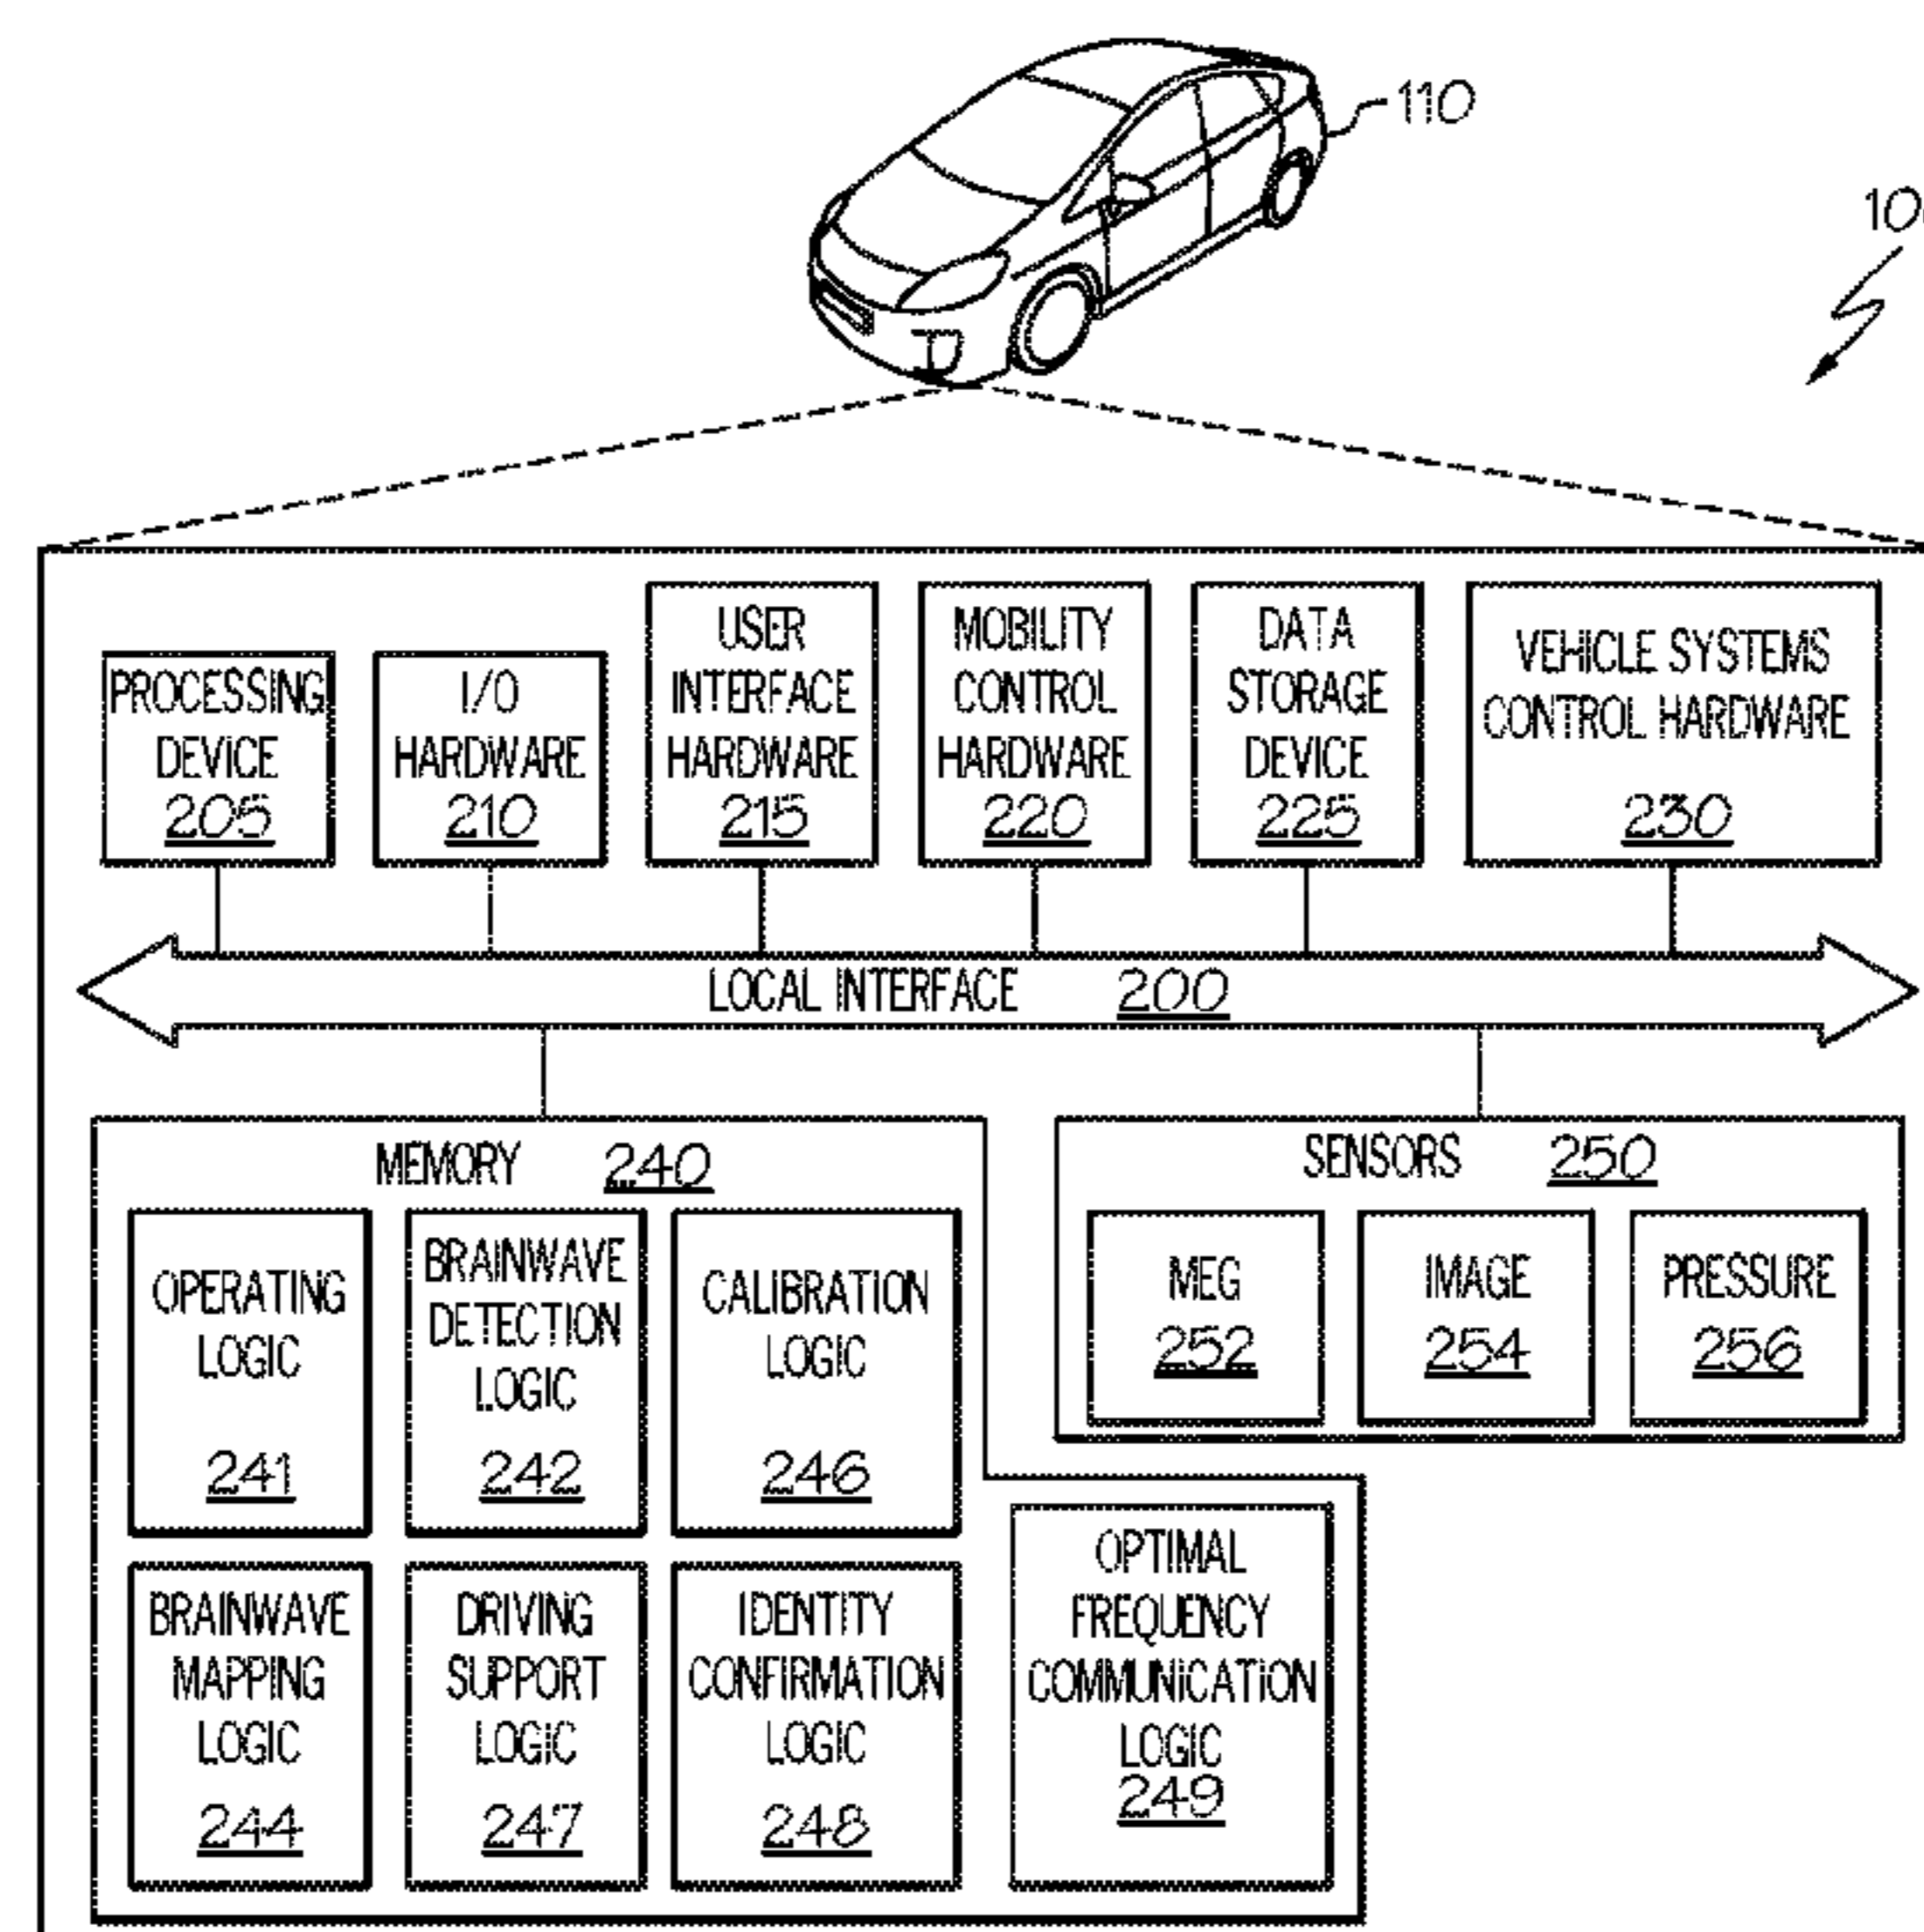 110
PROCESSING
DEVICE
205
I/O
HARDWARE
210
USER
INTERFACE
HARDWARE
215
MOBILITY
CONTROL
HARDWARE
220
DATA
STORAGE
DEVICE
225
VEHICLE SYSTEMS
CONTROL HARDWARE
230
LOCAL INTERFACE 200
MEMORY 240
OPERATING
LOGIC
241
BRAINWAVE
DETECTION
LOGIC
242
CALIBRATION
LOGIC
246
BRAINWAVE
MAPPING
LOGIC
244
DRIVING
SUPPORT
LOGIC
247
IDENTITY
CONFIRMATION
LOGIC
248
OPTIMAL
FREQUENCY
COMMUNICATION
LOGIC
249
SENSORS 250
MEG
252
IMAGE
254
PRESSURE
256